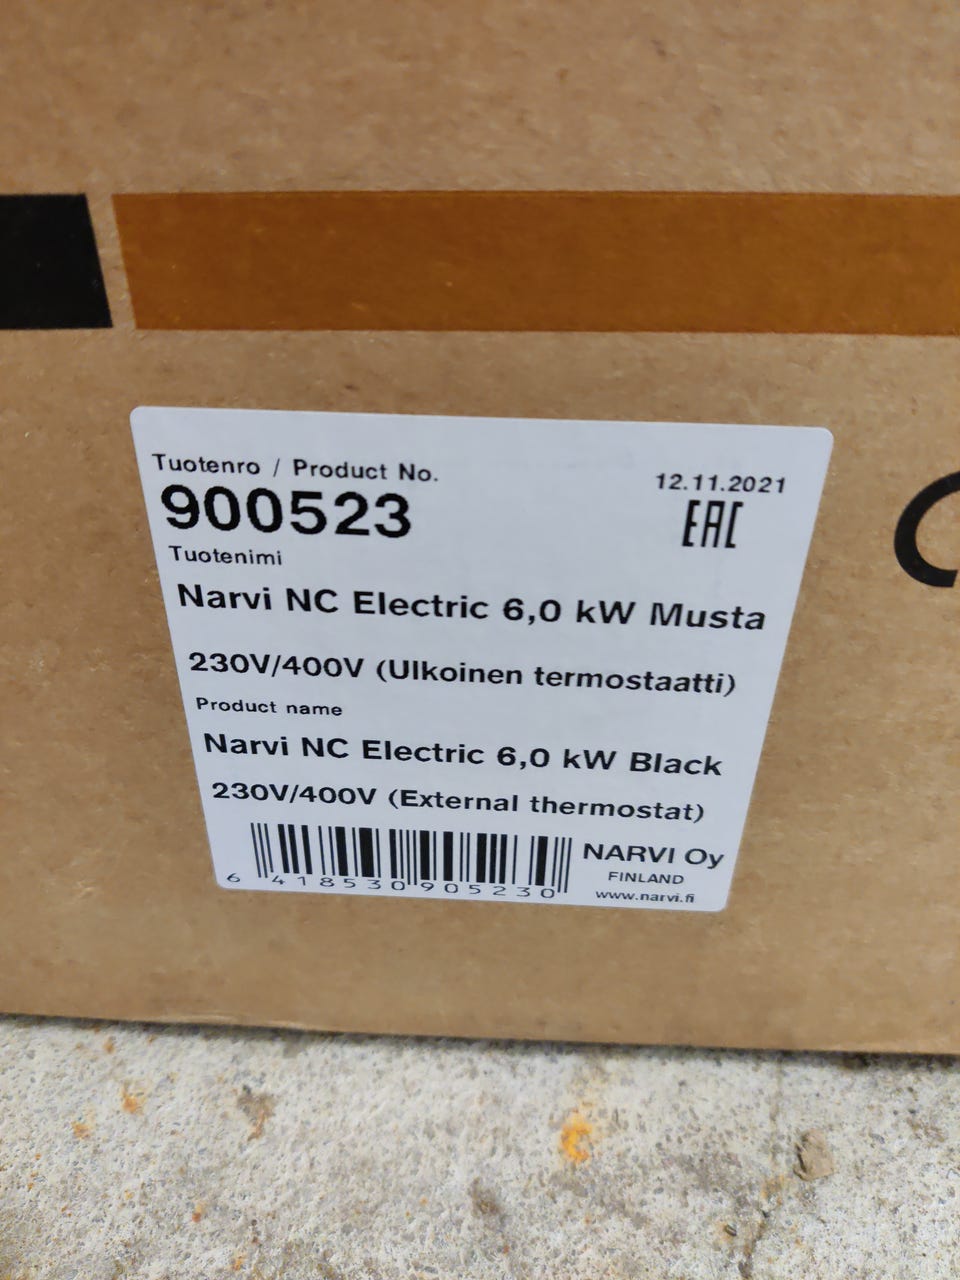 Tuotenro / Product No.
12.11.2021
900523
EAC
Tuotenimi
Narvi NC Electric 6,0 kW Musta
230V/400V (Ulkoinen termostaatti)
Product name
Narvi NC Electric 6,0 kW Black
230V/400V (External thermostat)
6 418530 905230
NARVI Oy
FINLAND
www.narvi.fi